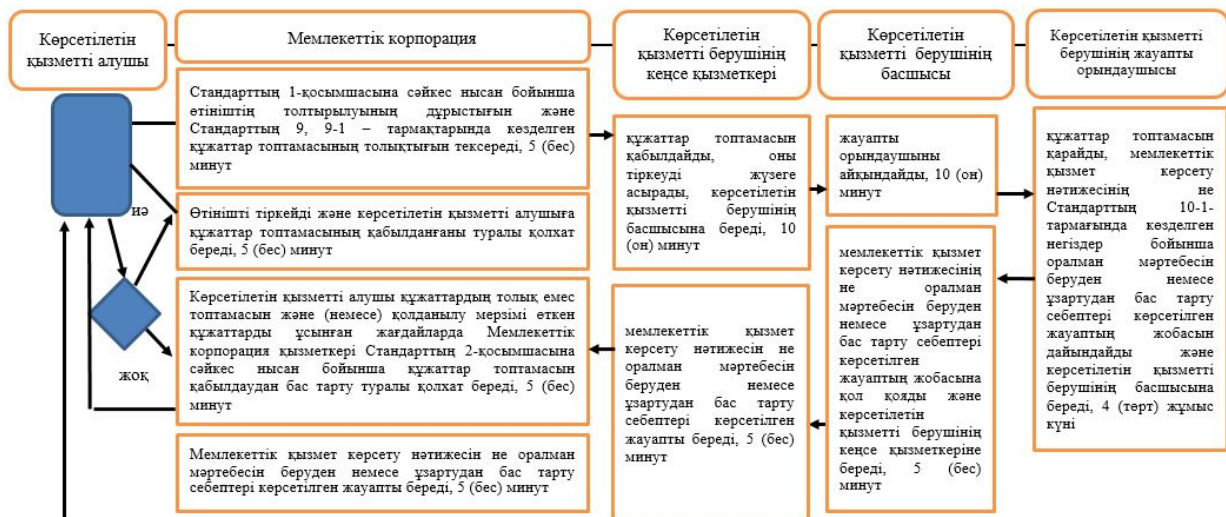 Көрсетілетін
қызметті алушы
Мемлекеттік корпорация
Көрсетілетін
қызметті берушінің
кеңсе қызметкері
Көрсетілетін
қызметті берушінің
басшысы
Көрсетілетін қызметті
берушінің жауапты
орындаушысы
Стандарттың 1-қосымшасына сәйкес нысан бойынша
өтініштің толтырылуының дұрыстығын және
Стандарттың 9, 9-1 – тармақтарында көзделген
құжаттар топтамасының толықтығын тексереді, 5 (бес)
минут
иә
Өтінішті тіркейді және көрсетілетін қызметті алушыға
құжаттар топтамасының қабылданғаны туралы қолхат
береді, 5 (бес) минут
Көрсетілетін қызметті алушы құжаттардың толық емес
топтамасын және (немесе) қолданылу мерзімі өткен
құжаттарды ұсынған жағдайларда Мемлекеттік
корпорация қызметкері Стандарттың 2-қосымшасына
сәйкес нысан бойынша құжаттар топтамасын
қабылдаудан бас тарту туралы қолхат береді, 5 (бес)
минут
жоқ
Мемлекеттік қызмет көрсету нәтижесін не оралман
мәртебесін беруден немесе ұзартудан бас тарту
себептері көрсетілген жауапты береді, 5 (бес) минут
құжаттар топтамасын
қабылдайды, оны
тіркеуді жүзеге
асырады, көрсетілетін
қызметті берушінің
басшысына береді, 10
(он) минут
мемлекеттік қызмет
көрсету нәтижесін не
оралман мәртебесін
беруден немесе
ұзартудан бас тарту
себептері көрсетілген
жауапты береді, 5 (бес)
минут
жауапты
орындаушыны
айқындайды, 10 (он)
минут
мемлекеттік қызмет
көрсету нәтижесінің
не оралман
мәртебесін беруден
немесе ұзартудан
бас тарту себептері
көрсетілген
жауаптың жобасына
қол қояды және
көрсетілетін
қызметті берушінің
кеңсе қызметкеріне
береді, 5 (бес)
минут
құжаттар топтамасын
қарайды, мемлекеттік
қызмет көрсету
нәтижесінің не
Стандарттың 10-1-
тармағында көзделген
негіздер бойынша
оралман мәртебесін
беруден немесе
ұзартудан бас тарту
себептері көрсетілген
жауаптың жобасын
дайындайды және
көрсетілетін қызметті
берушінің басшысына
береді, 4 (төрт) жұмыс
күні